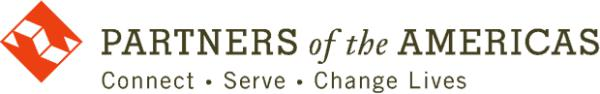 PARTNERS of the AMERICAS
Connect • Serve • Change Lives